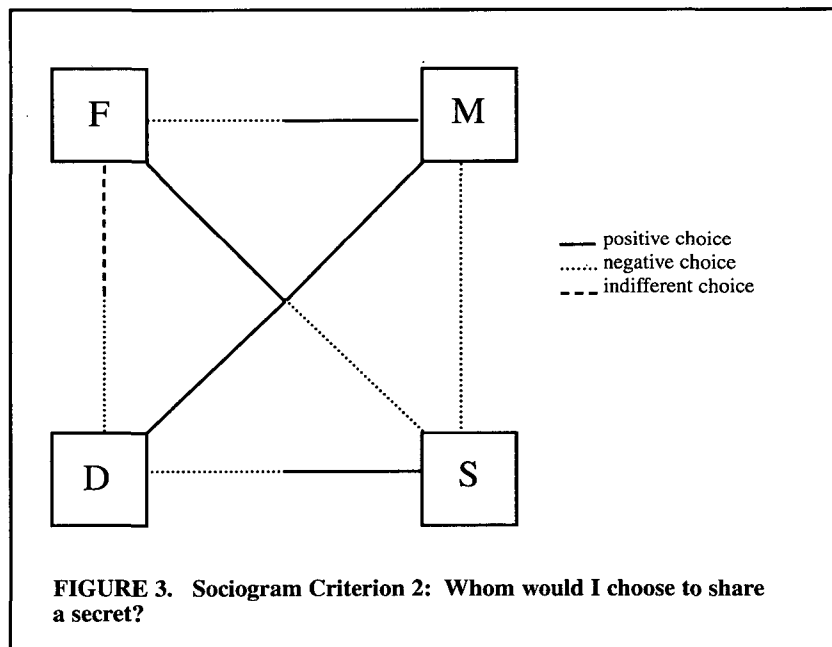 F
M
positive choice
negative choice
indifferent choice
D
S
FIGURE 3. Sociogram Criterion 2: Whom would I choose to share
a secret?